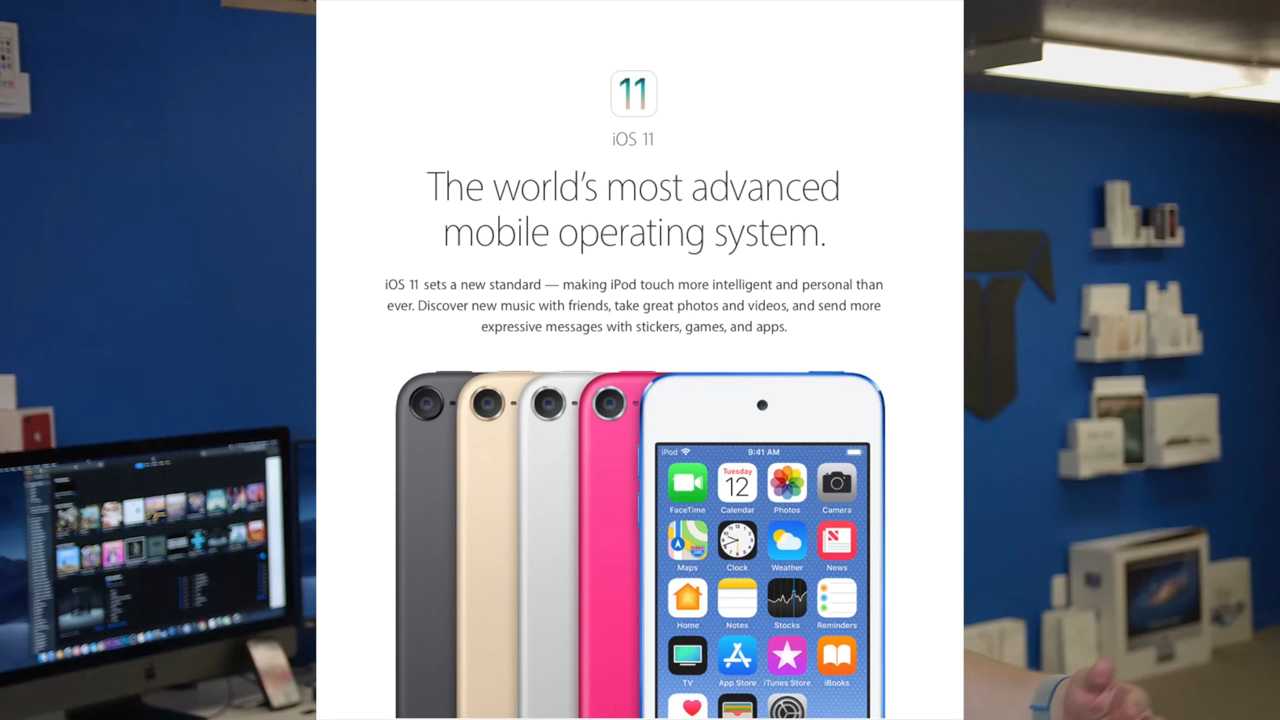 11
iOS 11
The world's most advanced
mobile operating system.
iOS 11 sets a new standard — making iPod touch more intelligent and personal than
ever. Discover new music with friends, take great photos and videos, and send more
expressive messages with stickers, games, and apps.
iPod 9:41 AM
Tuesday
12
FaceTime Calendar Photos Camera
Maps Clock Weather News
Home Notes Stocks Reminders
TV App Store iTunes Store iBooks